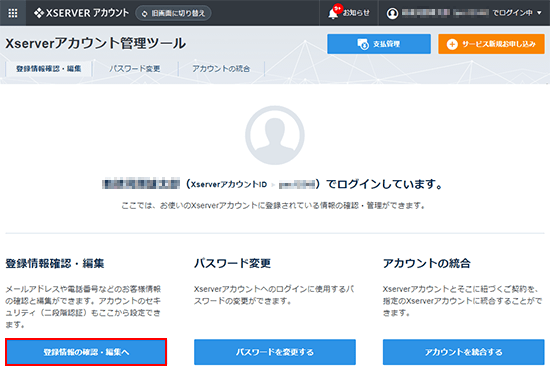 XSERVER アカウント
旧画面に切り替え
9+
お知らせ
でログイン中
Xserverアカウント管理ツール
支払管理
サービス新規お申し込み
登録情報確認・編集
パスワード変更
アカウントの統合
（XserverアカウントID
）でログインしています。
ここでは、お使いのXserverアカウントに登録されている情報の確認・管理ができます。
登録情報確認・編集
メールアドレスや電話番号などのお客様情報
の確認と編集ができます。アカウントのセキ
ュリティ（二段階認証）もここから設定でき
ます。
登録情報の確認・編集へ
パスワード変更
Xserverアカウントへのログインに使用するパ
スワードの変更ができます。
パスワードを変更する
アカウントの統合
Xserverアカウントとそこに紐づくご契約を、
指定のXserverアカウントに統合することがで
きます。
アカウントを統合する